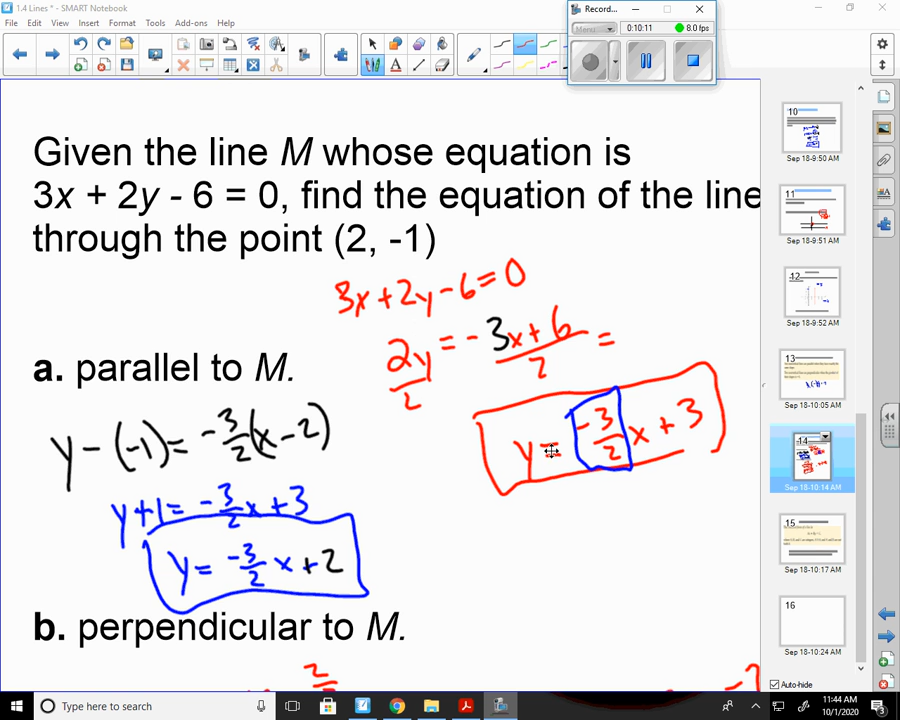 1.4 Lines * - SMART Notebook
File Edit View Insert Format Tools Add-ons Help
Record...
Menu
0:10:11
8.0 fps
Given the line M whose equation is
3x + 2y - 6 = 0, find the equation of the line
through the point (2, -1)
3x+2y-6=0
2y/2 = -3x+6/2 =
a. parallel to M.
y=-3/2x+3
y-(-1)=-3/2(x-2)
y+1=-3/2x+3
y=-3/2x+2
b. perpendicular to M.
10
Sep 18-9:50 AM
11
Sep 18-9:51 AM
12
Sep 18-9:52 AM
13
Sep 18-10:05 AM
14
Sep 18-10:14 AM
15
Sep 18-10:17 AM
16
Sep 18-10:24 AM
Auto-hide
Type here to search
11:44 AM
10/1/2020
3